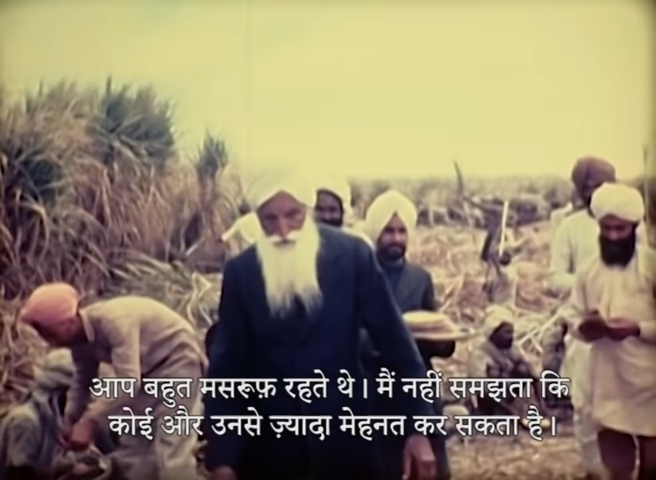 आप बहुत मसरूफ़ रहते थे। मैं नहीं समझता कि
कोई और उनसे ज़्यादा मेहनत कर सकता है।